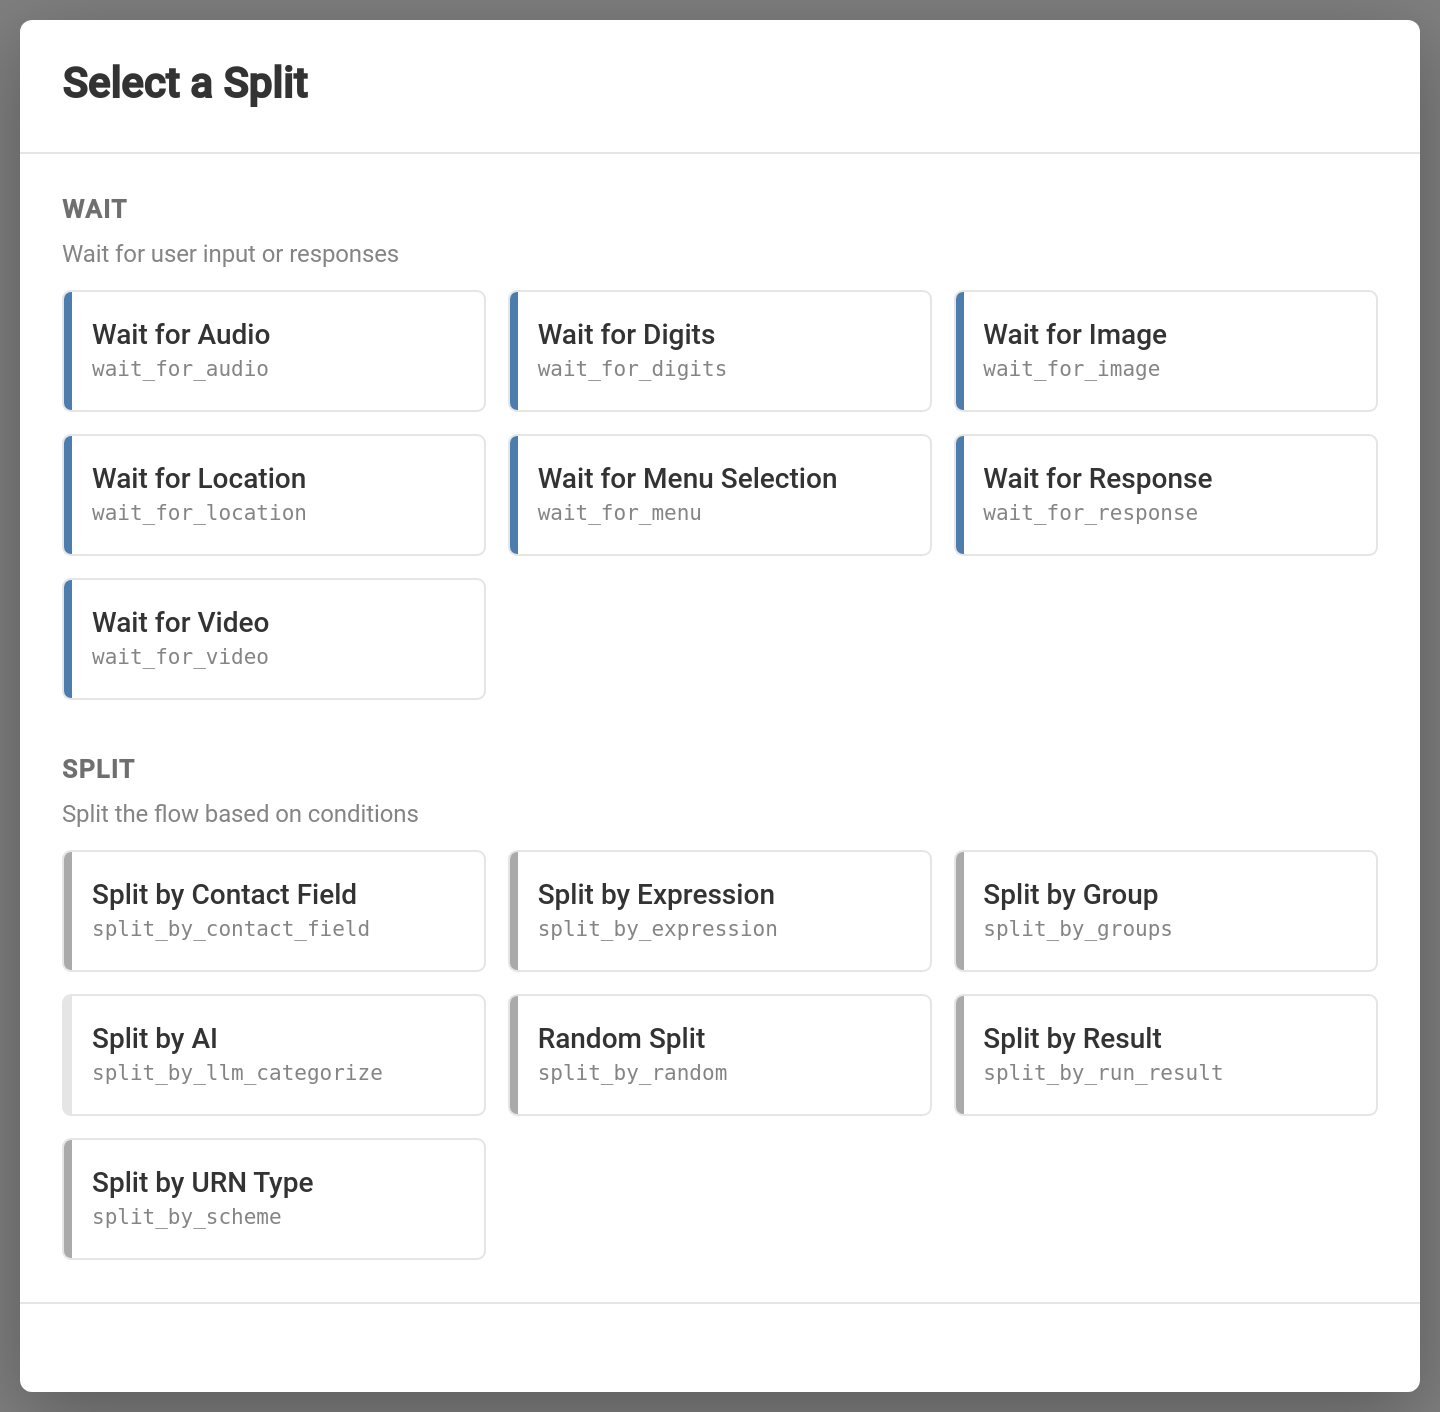 Select a Split
WAIT
Wait for user input or responses
Wait for Audio
wait_for_audio
Wait for Digits
wait_for_digits
Wait for Image
wait_for_image
Wait for Location
wait_for_location
Wait for Menu Selection
wait_for_menu
Wait for Response
wait_for_response
Wait for Video
wait_for_video
SPLIT
Split the flow based on conditions
Split by Contact Field
split_by_contact_field
Split by Expression
split_by_expression
Split by Group
split_by_groups
Split by AI
split_by_llm_categorize
Random Split
split_by_random
Split by Result
split_by_run_result
Split by URN Type
split_by_scheme